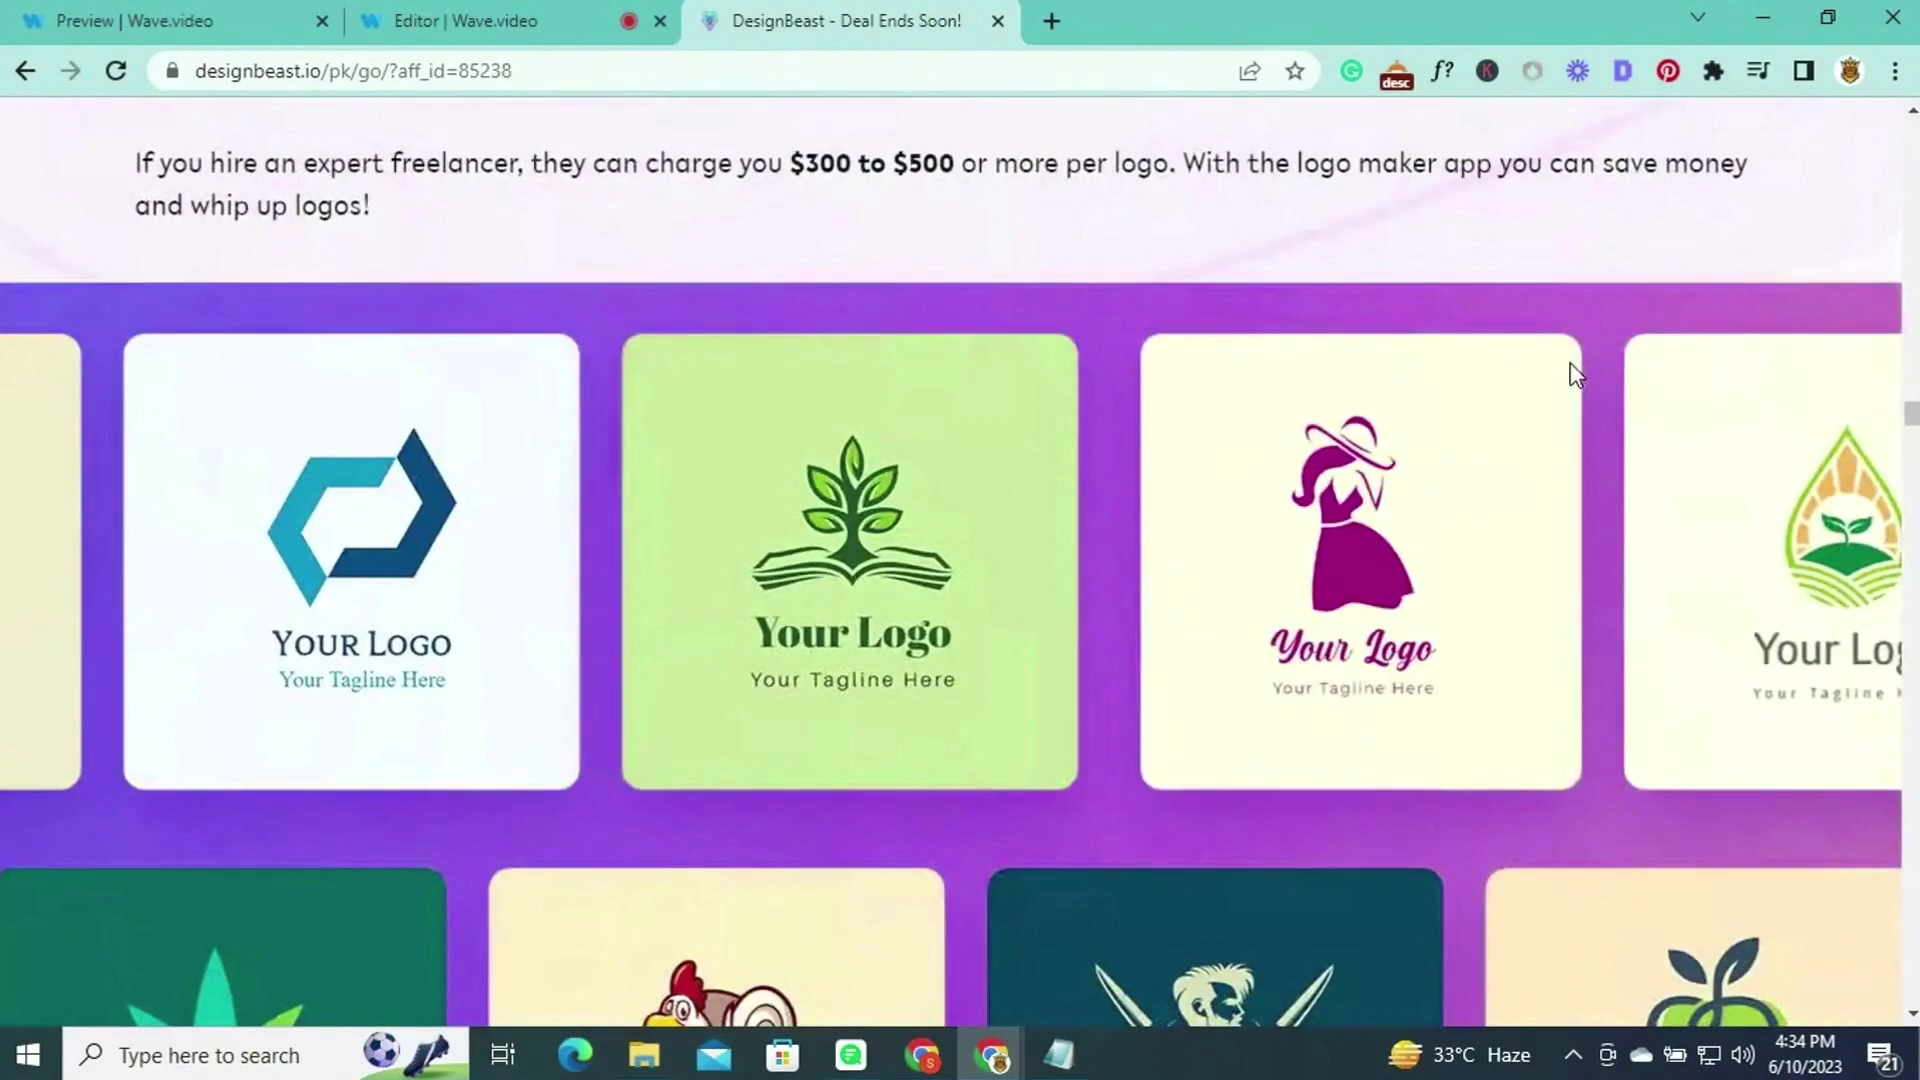 Preview | Wave.video
Editor | Wave.video
DesignBeast - Deal Ends Soon!
designbeast.io/pk/go/?aff_id=85238
desc
f?
K
D
If you hire an expert freelancer, they can charge you $300 to $500 or more per logo. With the logo maker app you can save money
and whip up logos!
YOUR LOGO
Your Tagline Here
Your Logo
Your Tagline Here
Your Logo
Your Tagline Here
Your Log
Your Tagline
Type here to search
S
33°C Haze
4:34 PM
6/10/2023
21